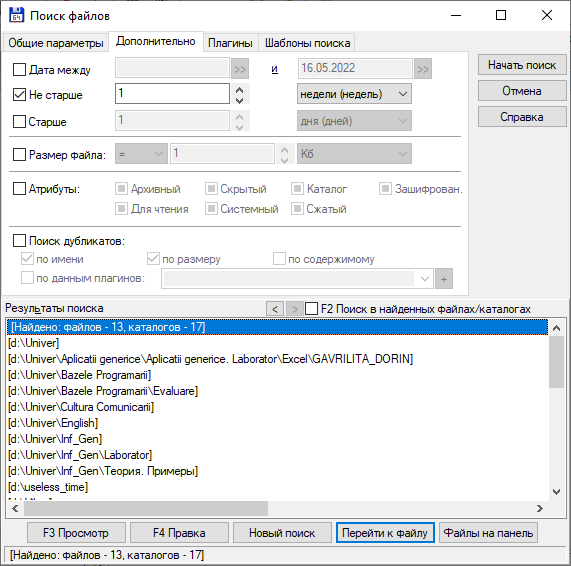 Поиск файлов
Общие параметры Дополнительно Плагины Шаблоны поиска
Дата между >> и 16.05.2022 >> Начать поиск
Не старше 1 недели (недель) Отмена
Старше 1 дня (дней) Справка
Размер файла: = 1 Кб
Атрибуты: Архивный Скрытый Каталог Зашифрован.
Для чтения Системный Сжатый
Поиск дубликатов:
по имени по размеру по содержимому
по данным плагинов: +
Результаты поиска < > F2 Поиск в найденных файлах/каталогах
[Найдено: файлов - 13, каталогов - 17]
[d:\Univer]
[d:\Univer\Aplicatii generice\Aplicatii generice. Laborator\Excel\GAVRILITA_DORIN]
[d:\Univer\Bazele Programarii]
[d:\Univer\Bazele Programarii\Evaluare]
[d:\Univer\Cultura Comunicarii]
[d:\Univer\English]
[d:\Univer\Inf_Gen]
[d:\Univer\Inf_Gen\Laborator]
[d:\Univer\Inf_Gen\Теория. Примеры]
[d:\useless_time]
F3 Просмотр F4 Правка Новый поиск Перейти к файлу Файлы на панель
[Найдено: файлов - 13, каталогов - 17]